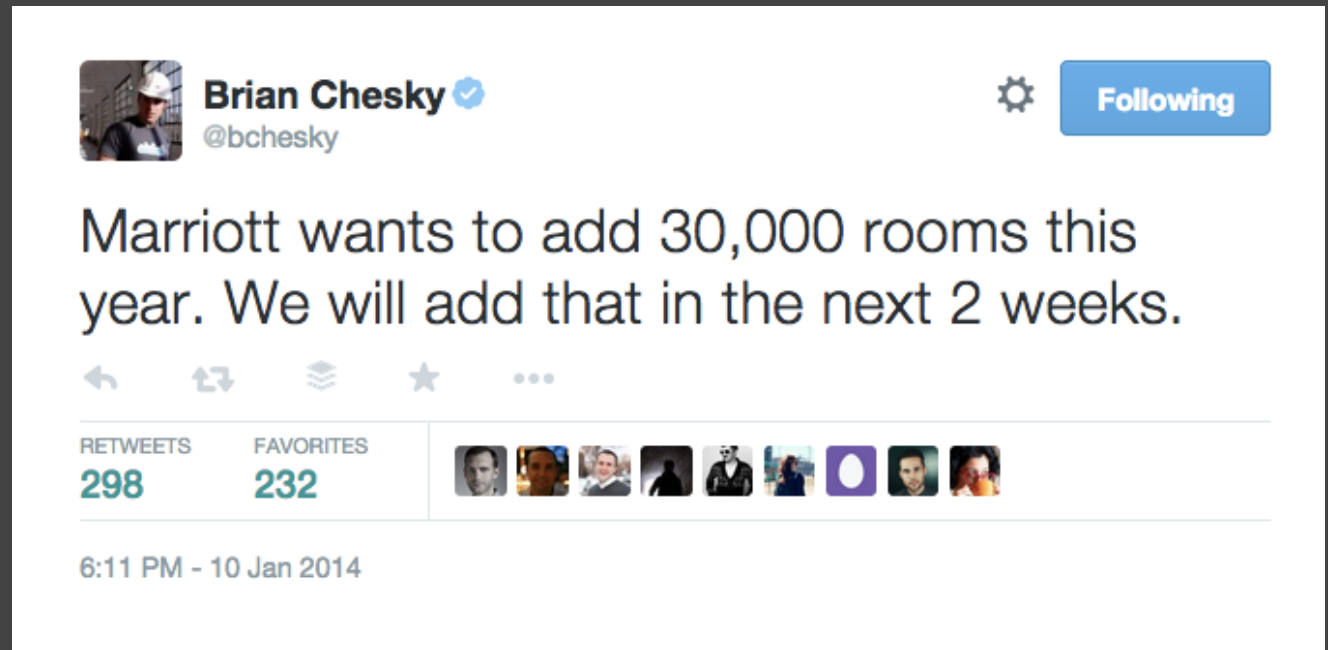 Brian Chesky
@bchesky
Following
Marriott wants to add 30,000 rooms this
year. We will add that in the next 2 weeks.
RETWEETS FAVORITES
298 232
6:11 PM - 10 Jan 2014